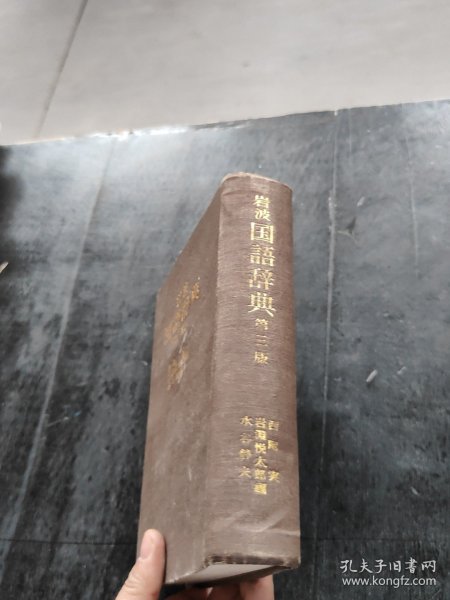 岩波
国語辞典
第三版
西尾実
岩淵悦太郎編
水谷静夫
孔夫子旧书网
www.kongfz.com